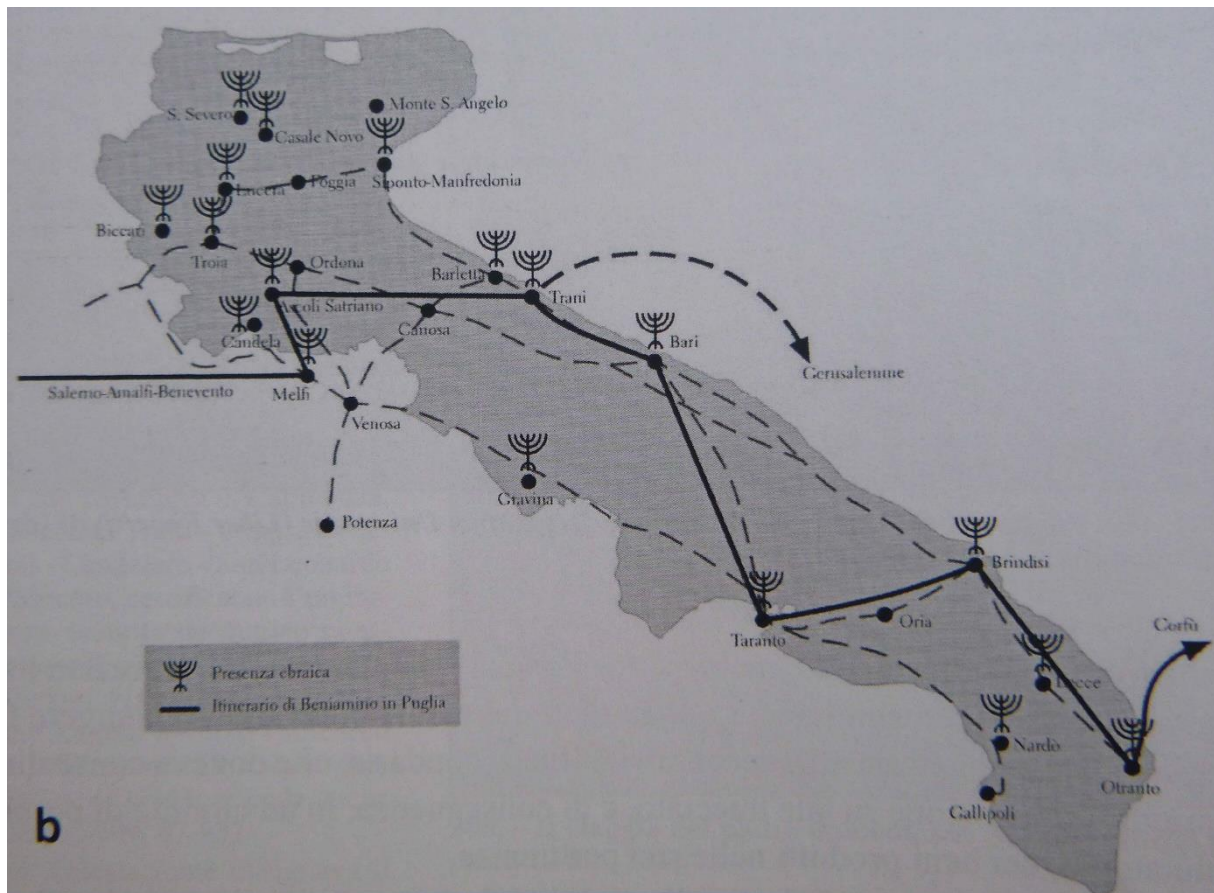 Monte S. Angelo
S. Severo
Casale Novo
Lucera
Foggia
Siponto-Manfredonia
Biccari
Troia
Ordona
Barletta
Ascoli Satriano
Trani
Candela
Canosa
Bari
Gerusalemme
Salerno-Amalfi-Benevento
Melfi
Venosa
Gravina
Potenza
Brindisi
Oria
Taranto
Corfù
Lecce
Presenza ebraica
Itinerario di Beniamino in Puglia
Nardò
Otranto
Gallipoli
b